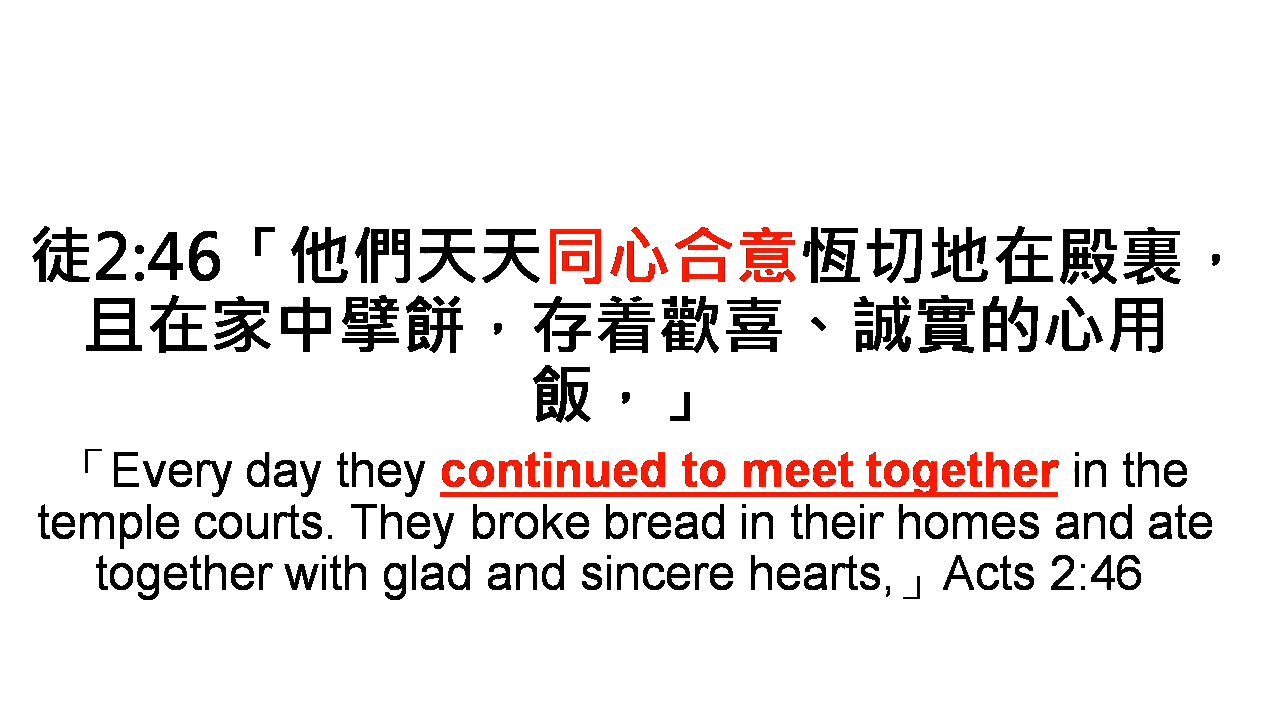 徒2:46「他們天天同心合意恆切地在殿裏，
且在家中擘餅，存着歡喜、誠實的心用
飯，」
「Every day they continued to meet together in the
temple courts. They broke bread in their homes and ate
together with glad and sincere hearts,」Acts 2:46